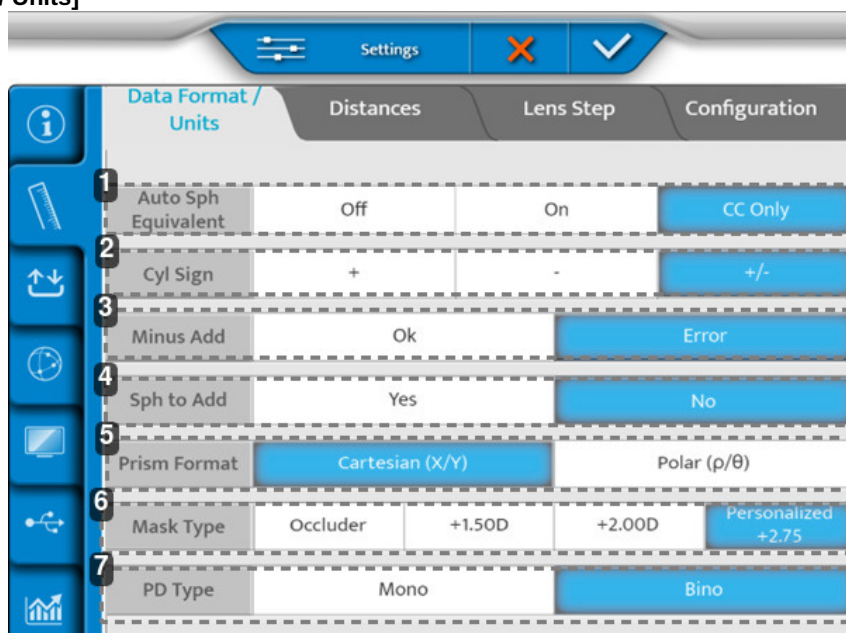 Units]
Settings
Data Format /
Units
Distances
Lens Step
Configuration
1
Auto Sph
Equivalent
Off
On
CC Only
2
Cyl Sign
+
-
+/-
3
Minus Add
Ok
Error
4
Sph to Add
Yes
No
5
Prism Format
Cartesian (X/Y)
Polar (ρ/θ)
6
Mask Type
Occluder
+1.50D
+2.00D
Personalized
+2.75
7
PD Type
Mono
Bino